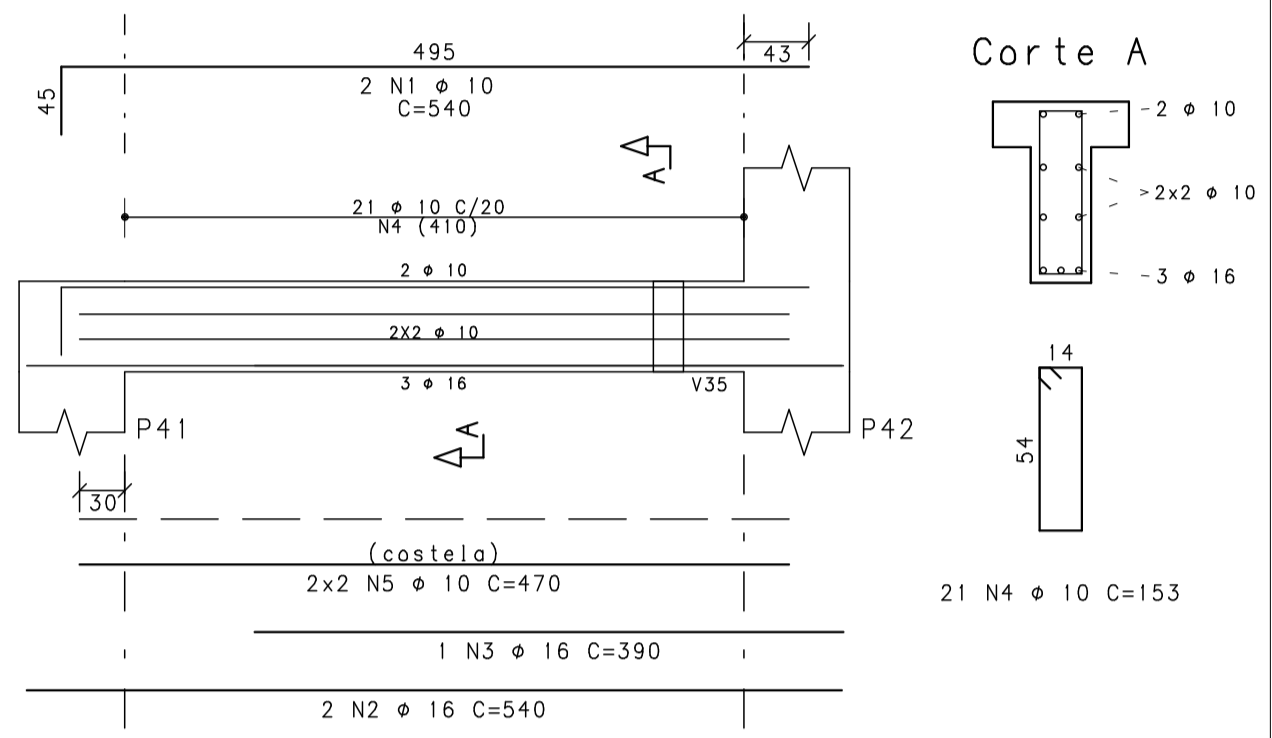 495
43
45
2 N1 ϕ 10
C=540
A
21 ϕ 10 C/20
N4 (410)
2 ϕ 10
2X2 ϕ 10
3 ϕ 16
V35
P41
P42
A
30
(costela)
2x2 N5 ϕ 10 C=470
1 N3 ϕ 16 C=390
2 N2 ϕ 16 C=540
Corte A
-2 ϕ 10
>2x2 ϕ 10
-3 ϕ 16
14
54
21 N4 ϕ 10 C=153